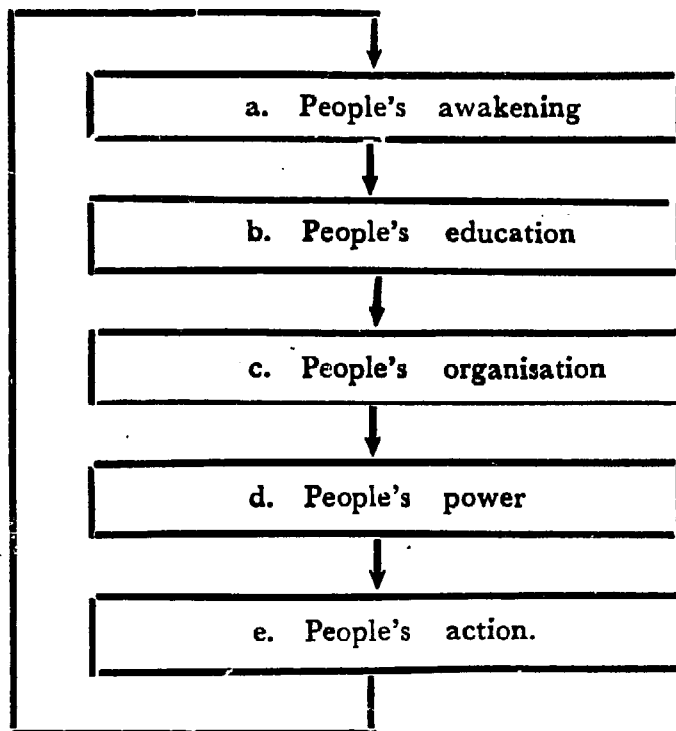 a. People's awakening
b. People's education
c. People's organisation
d. People's power
e. People's action.